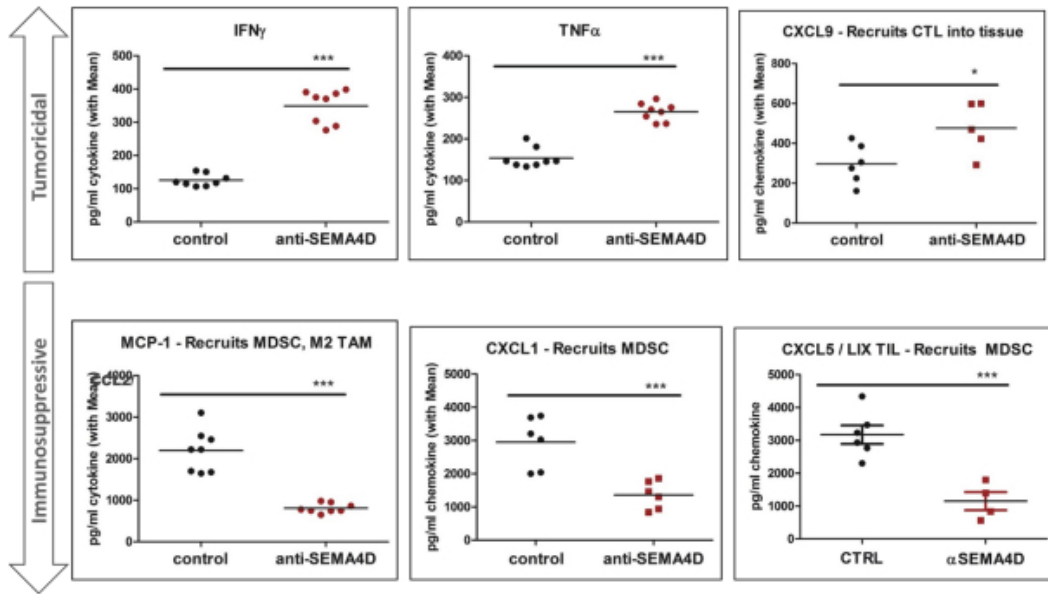 Tumoricidal
IFNγ
***
pg/ml cytokine (with Mean)
500
400
300
200
100
0
control
anti-SEMA4D
TNFα
***
pg/ml cytokine (with Mean)
400
300
200
100
0
control
anti-SEMA4D
CXCL9 - Recruits CTL into tissue
*
pg/ml chemokine (with Mean)
800
600
400
200
0
control
anti-SEMA4D
Immunosuppressive
MCP-1 - Recruits MDSC, M2 TAM
CCL2
***
pg/ml cytokine (with Mean)
4000
3000
2000
1000
0
control
anti-SEMA4D
CXCL1 - Recruits MDSC
***
pg/ml chemokine (with Mean)
5000
4000
3000
2000
1000
0
control
anti-SEMA4D
CXCL5 / LIX TIL - Recruits MDSC
***
pg/ml chemokine
5000
4000
3000
2000
1000
0
CTRL
αSEMA4D